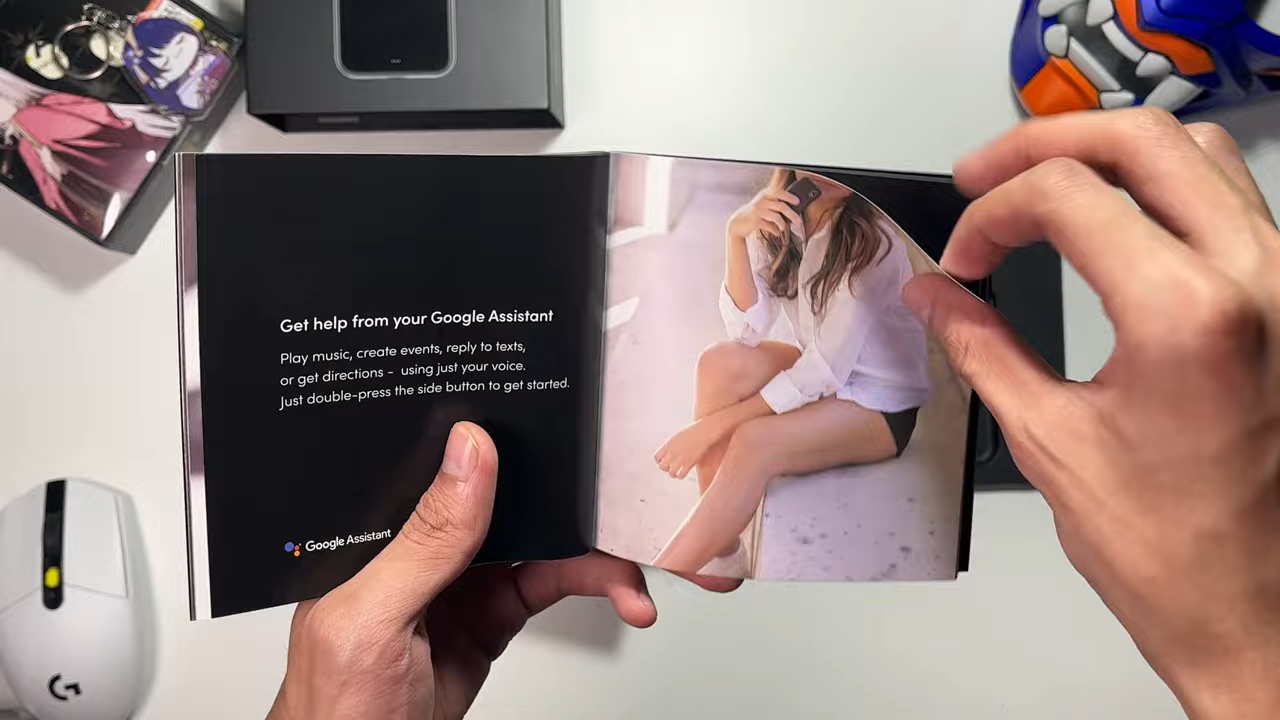 Get help from your Google Assistant
Play music, create events, reply to texts,
or get directions - using just your voice.
Just double-press the side button to get started.
Google Assistant